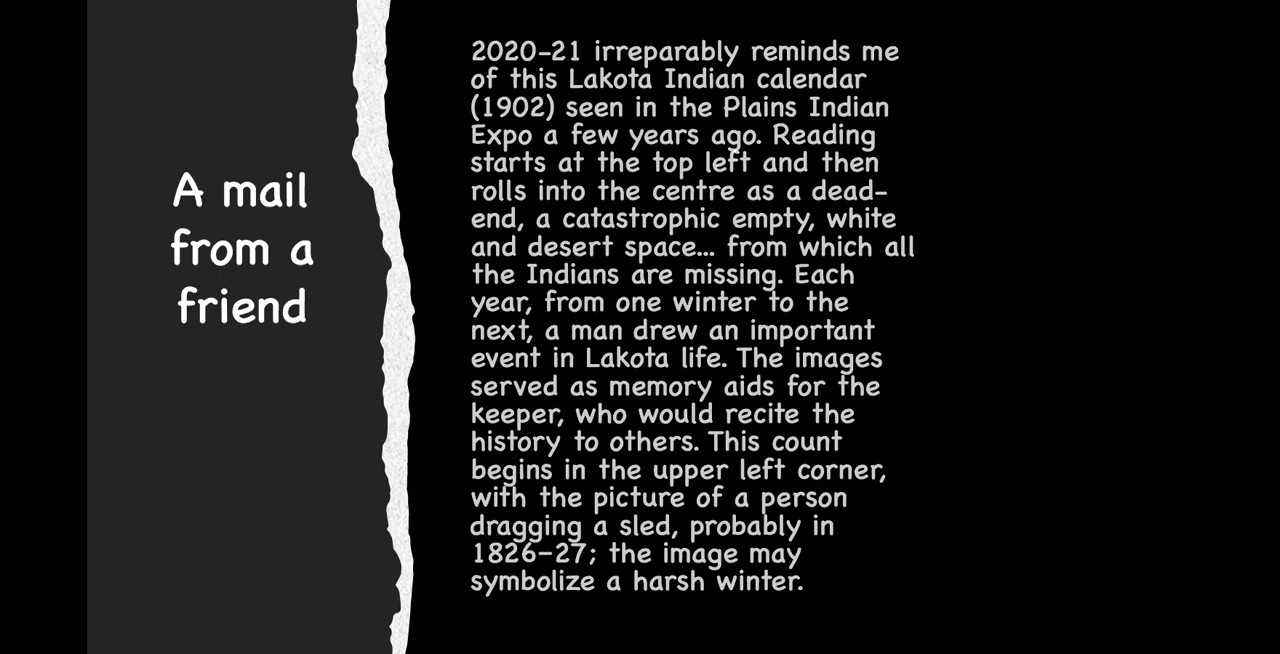 A mail
from a
friend
2020-21 irreparably reminds me
of this Lakota Indian calendar
(1902) seen in the Plains Indian
Expo a few years ago. Reading
starts at the top left and then
rolls into the centre as a dead-
end, a catastrophic empty, white
and desert space... from which all
the Indians are missing. Each
year, from one winter to the
next, a man drew an important
event in Lakota life. The images
served as memory aids for the
keeper, who would recite the
history to others. This count
begins in the upper left corner,
with the picture of a person
dragging a sled, probably in
1826–27; the image may
symbolize a harsh winter.